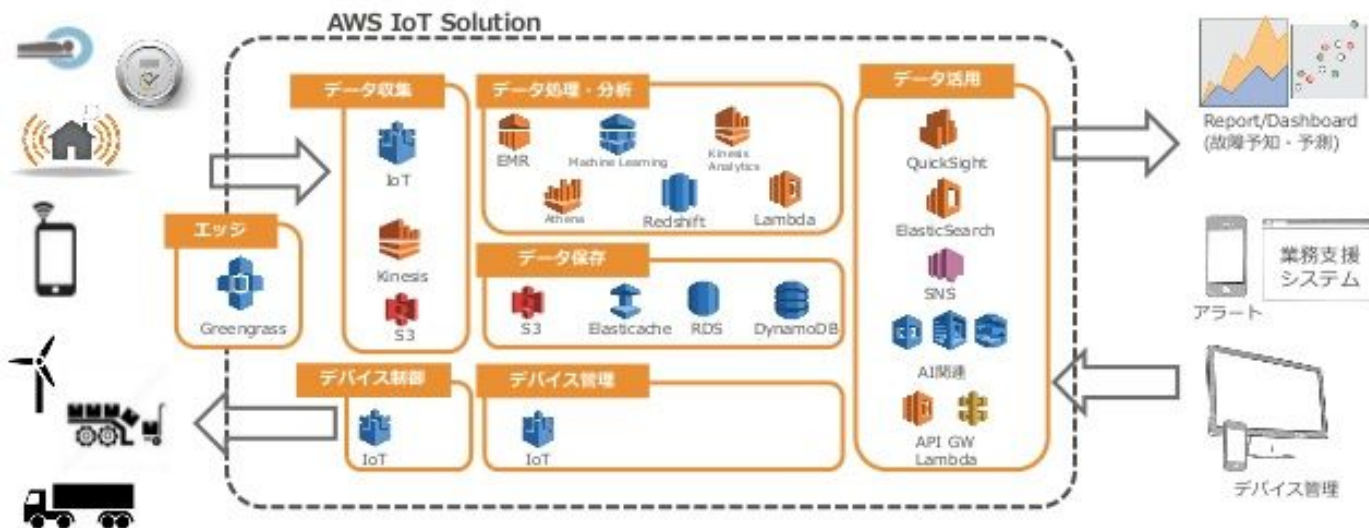 AWS IoT Solution
データ収集
IoT
Kinesis
S3
エッジ
Greengrass
データ処理・分析
EMR
Machine Learning
Kinesis
Analytics
Athena
Redshift
Lambda
データ保存
S3
Elasticache
RDS
DynamoDB
デバイス制御
IoT
デバイス管理
IoT
データ活用
QuickSight
ElasticSearch
SNS
AI関連
API GW
Lambda
Report/Dashboard
(故障予知・予測)
アラート
業務支援
システム
デバイス管理